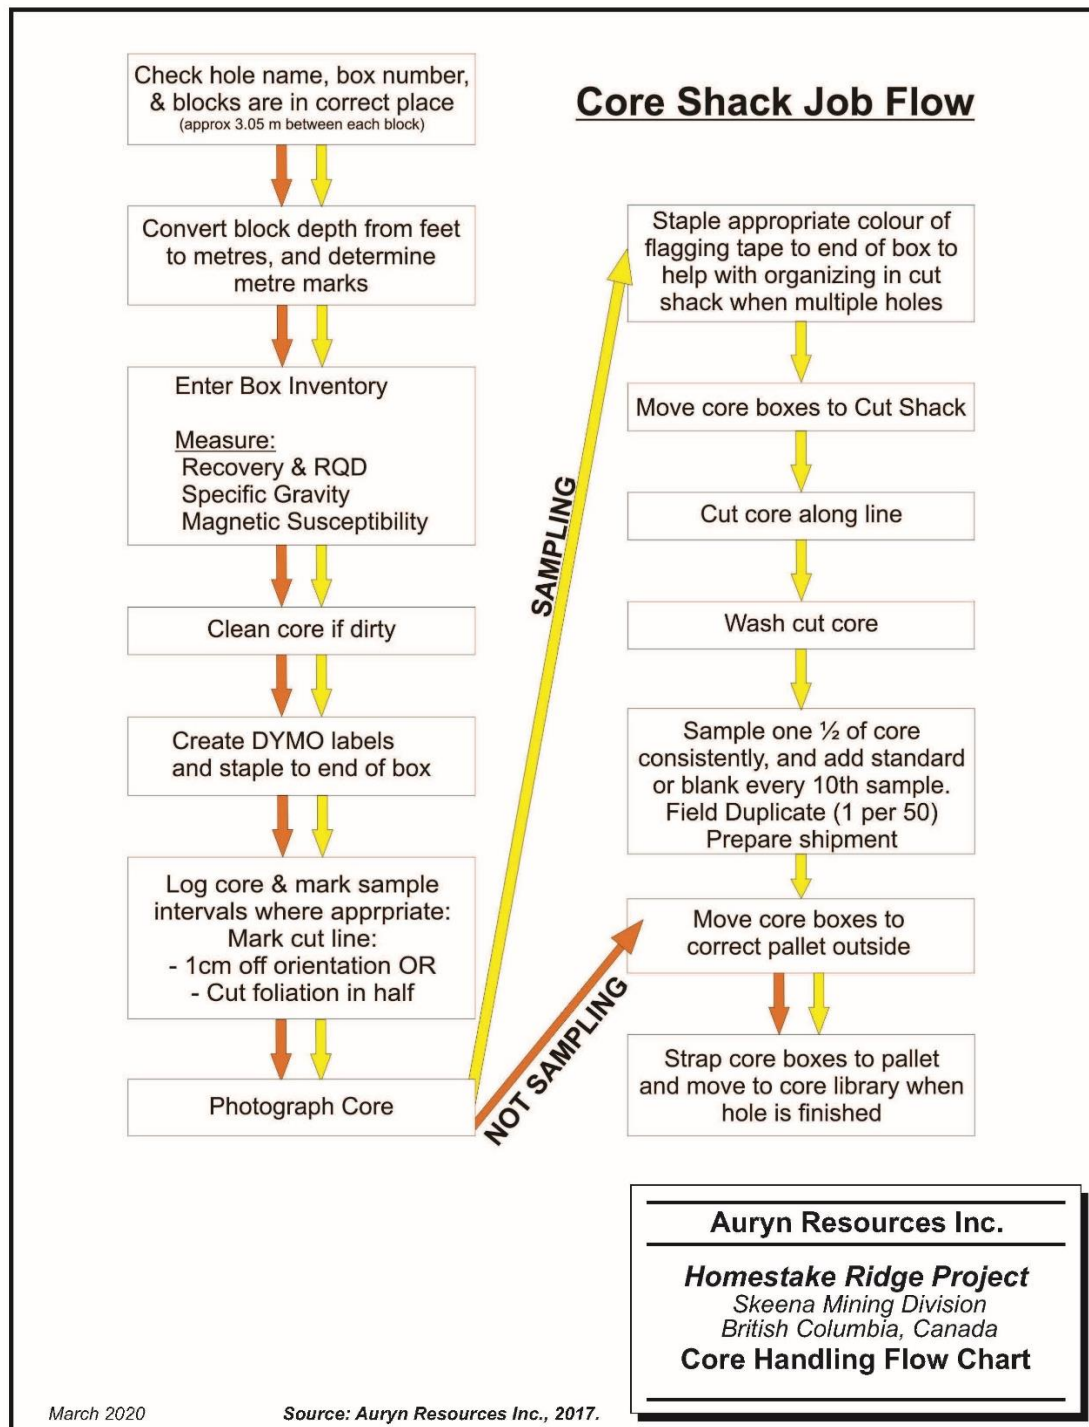 Core Shack Job Flow
Check hole name, box number,
& blocks are in correct place
(approx 3.05 m between each block)
Convert block depth from feet
to metres, and determine
metre marks
Enter Box Inventory
Measure:
Recovery & RQD
Specific Gravity
Magnetic Susceptibility
Clean core if dirty
Create DYMO labels
and staple to end of box
Log core & mark sample
intervals where apprpriate:
Mark cut line:
- 1cm off orientation OR
- Cut foliation in half
Photograph Core
SAMPLING
NOT SAMPLING
Staple appropriate colour of
flagging tape to end of box to
help with organizing in cut
shack when multiple holes
Move core boxes to Cut Shack
Cut core along line
Wash cut core
Sample one ½ of core
consistently, and add standard
or blank every 10th sample.
Field Duplicate (1 per 50)
Prepare shipment
Move core boxes to
correct pallet outside
Strap core boxes to pallet
and move to core library when
hole is finished
Auryn Resources Inc.
Homestake Ridge Project
Skeena Mining Division
British Columbia, Canada
Core Handling Flow Chart
March 2020
Source: Auryn Resources Inc., 2017.